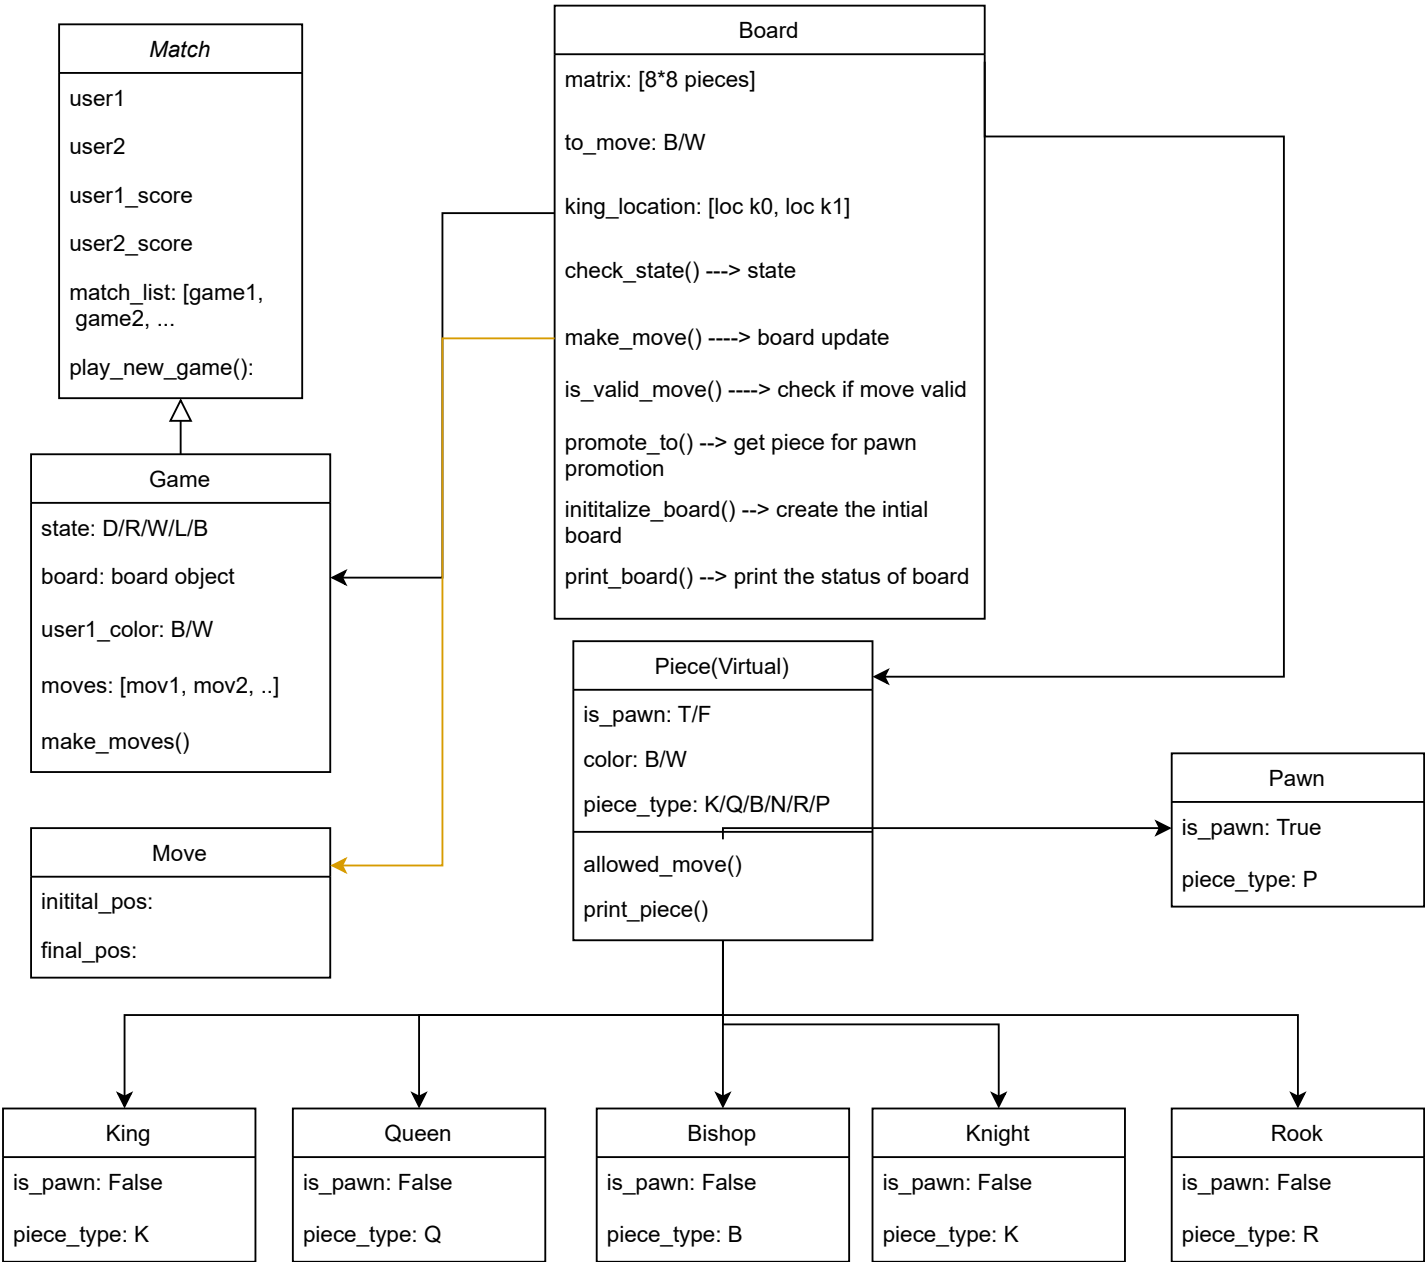 Match
user1
user2
user1_score
user2_score
match_list: [game1,
game2, ...
play_new_game():
Game
state: D/R/W/L/B
board: board object
user1_color: B/W
moves: [mov1, mov2, ..]
make_moves()
Move
initital_pos:
final_pos:
Board
matrix: [8*8 pieces]
to_move: B/W
king_location: [loc k0, loc k1]
check_state() ---> state
make_move() ----> board update
is_valid_move() ----> check if move valid
promote_to() --> get piece for pawn
promotion
inititalize_board() --> create the intial
board
print_board() --> print the status of board
Piece(Virtual)
is_pawn: T/F
color: B/W
piece_type: K/Q/B/N/R/P
allowed_move()
print_piece()
Pawn
is_pawn: True
piece_type: P
King
is_pawn: False
piece_type: K
Queen
is_pawn: False
piece_type: Q
Bishop
is_pawn: False
piece_type: B
Knight
is_pawn: False
piece_type: K
Rook
is_pawn: False
piece_type: R